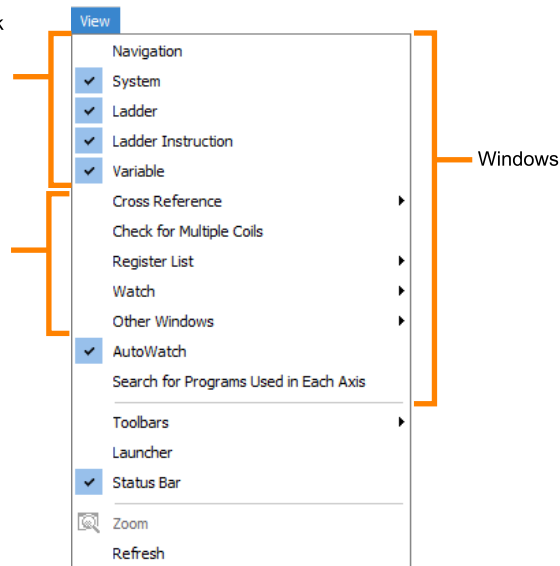 View
Navigation
System
Ladder
Ladder Instruction
Variable
Cross Reference
Check for Multiple Coils
Register List
Watch
Other Windows
AutoWatch
Search for Programs Used in Each Axis
Toolbars
Launcher
Status Bar
Zoom
Refresh
Windows